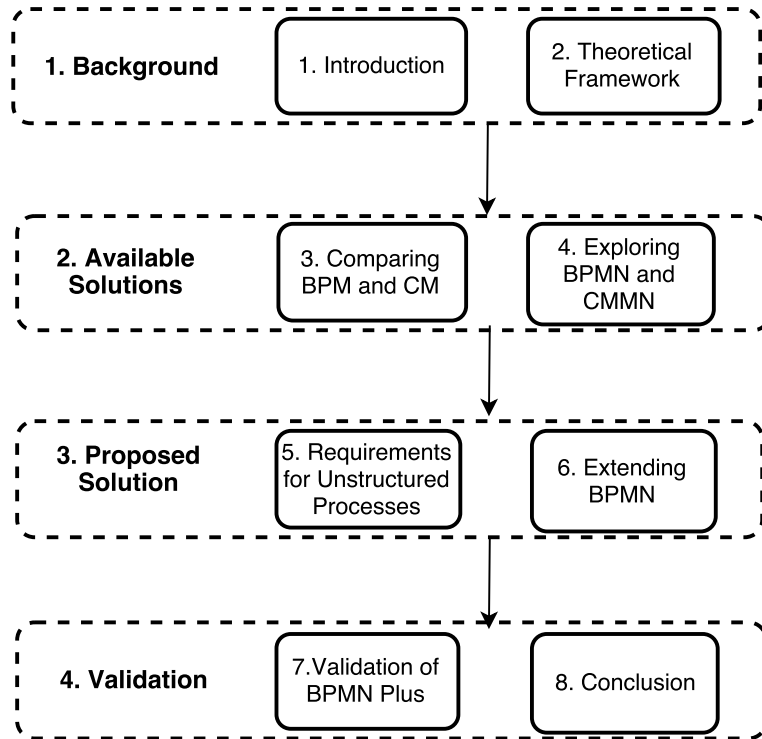 1. Background
1. Introduction
2. Theoretical
Framework
2. Available
Solutions
3. Comparing
BPM and CM
4. Exploring
BPMN and
CMMN
3. Proposed
Solution
5. Requirements
for Unstructured
Processes
6. Extending
BPMN
4. Validation
7.Validation of
BPMN Plus
8. Conclusion